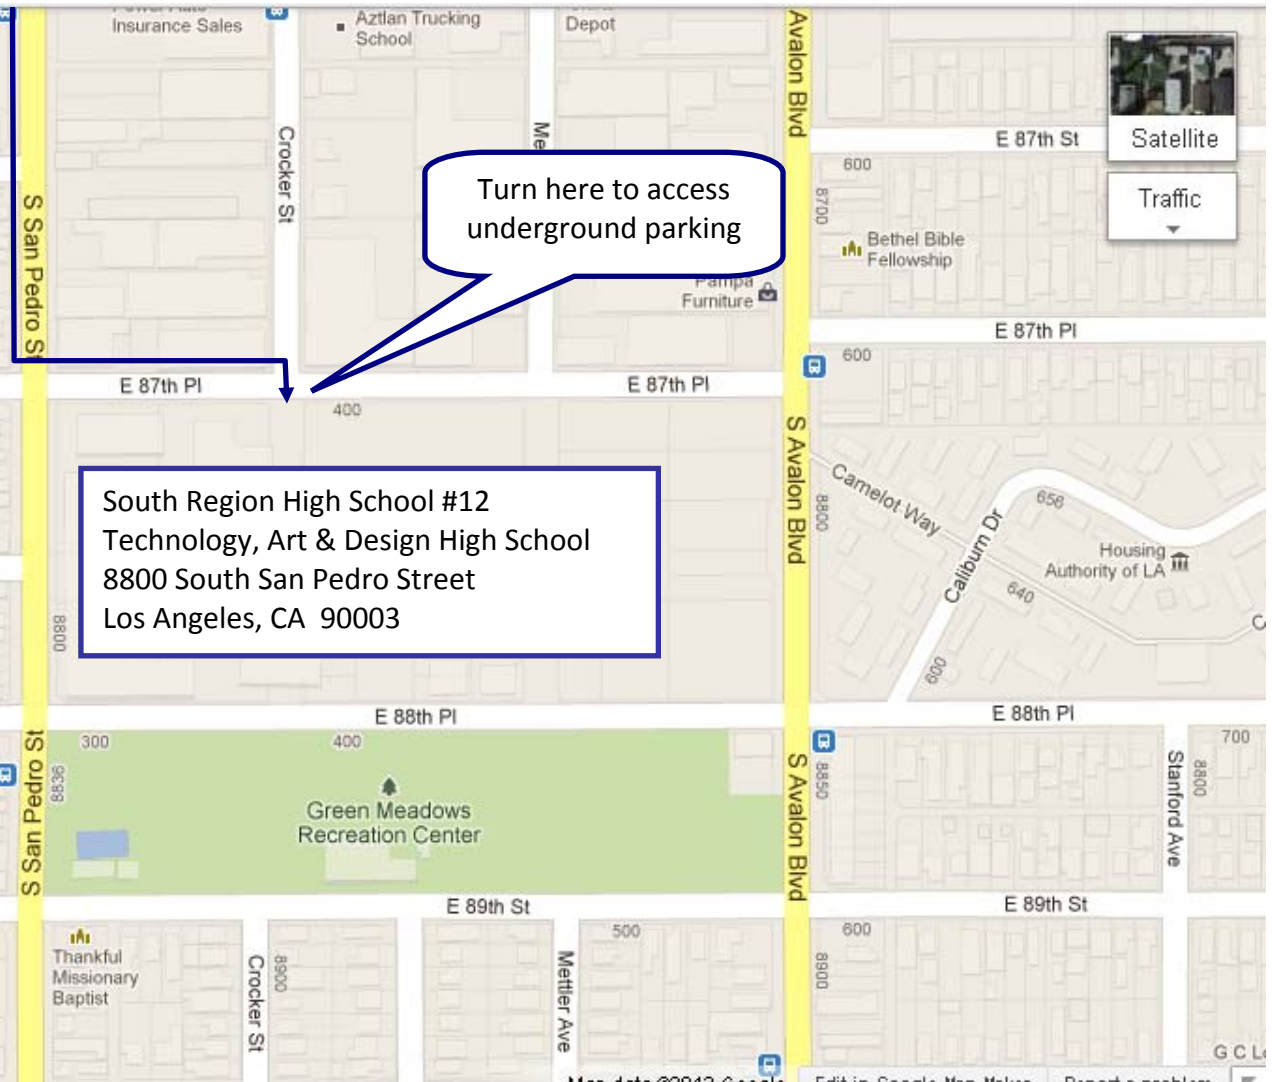 Insurance Sales
Aztlan Trucking
School
Depot
Avalon Blvd
E 87th St
Satellite
Traffic
Crocker St
Turn here to access
underground parking
600
8700
Bethel Bible
Fellowship
S San Pedro St
Pampa
Furniture
E 87th Pl
600
E 87th Pl
E 87th Pl
400
South Region High School #12
Technology, Art & Design High School
8800 South San Pedro Street
Los Angeles, CA 90003
8800
S Avalon Blvd
8800
Camelot Way
656
Caliburn Dr
Housing
Authority of LA
640
600
E 88th Pl
E 88th Pl
300
400
700
S San Pedro St
8836
Green Meadows
Recreation Center
S Avalon Blvd
8850
Stanford Ave
8800
E 89th St
E 89th St
Thankful
Missionary
Baptist
Crocker St
8900
Mettler Ave
500
600
8900
G C Lo